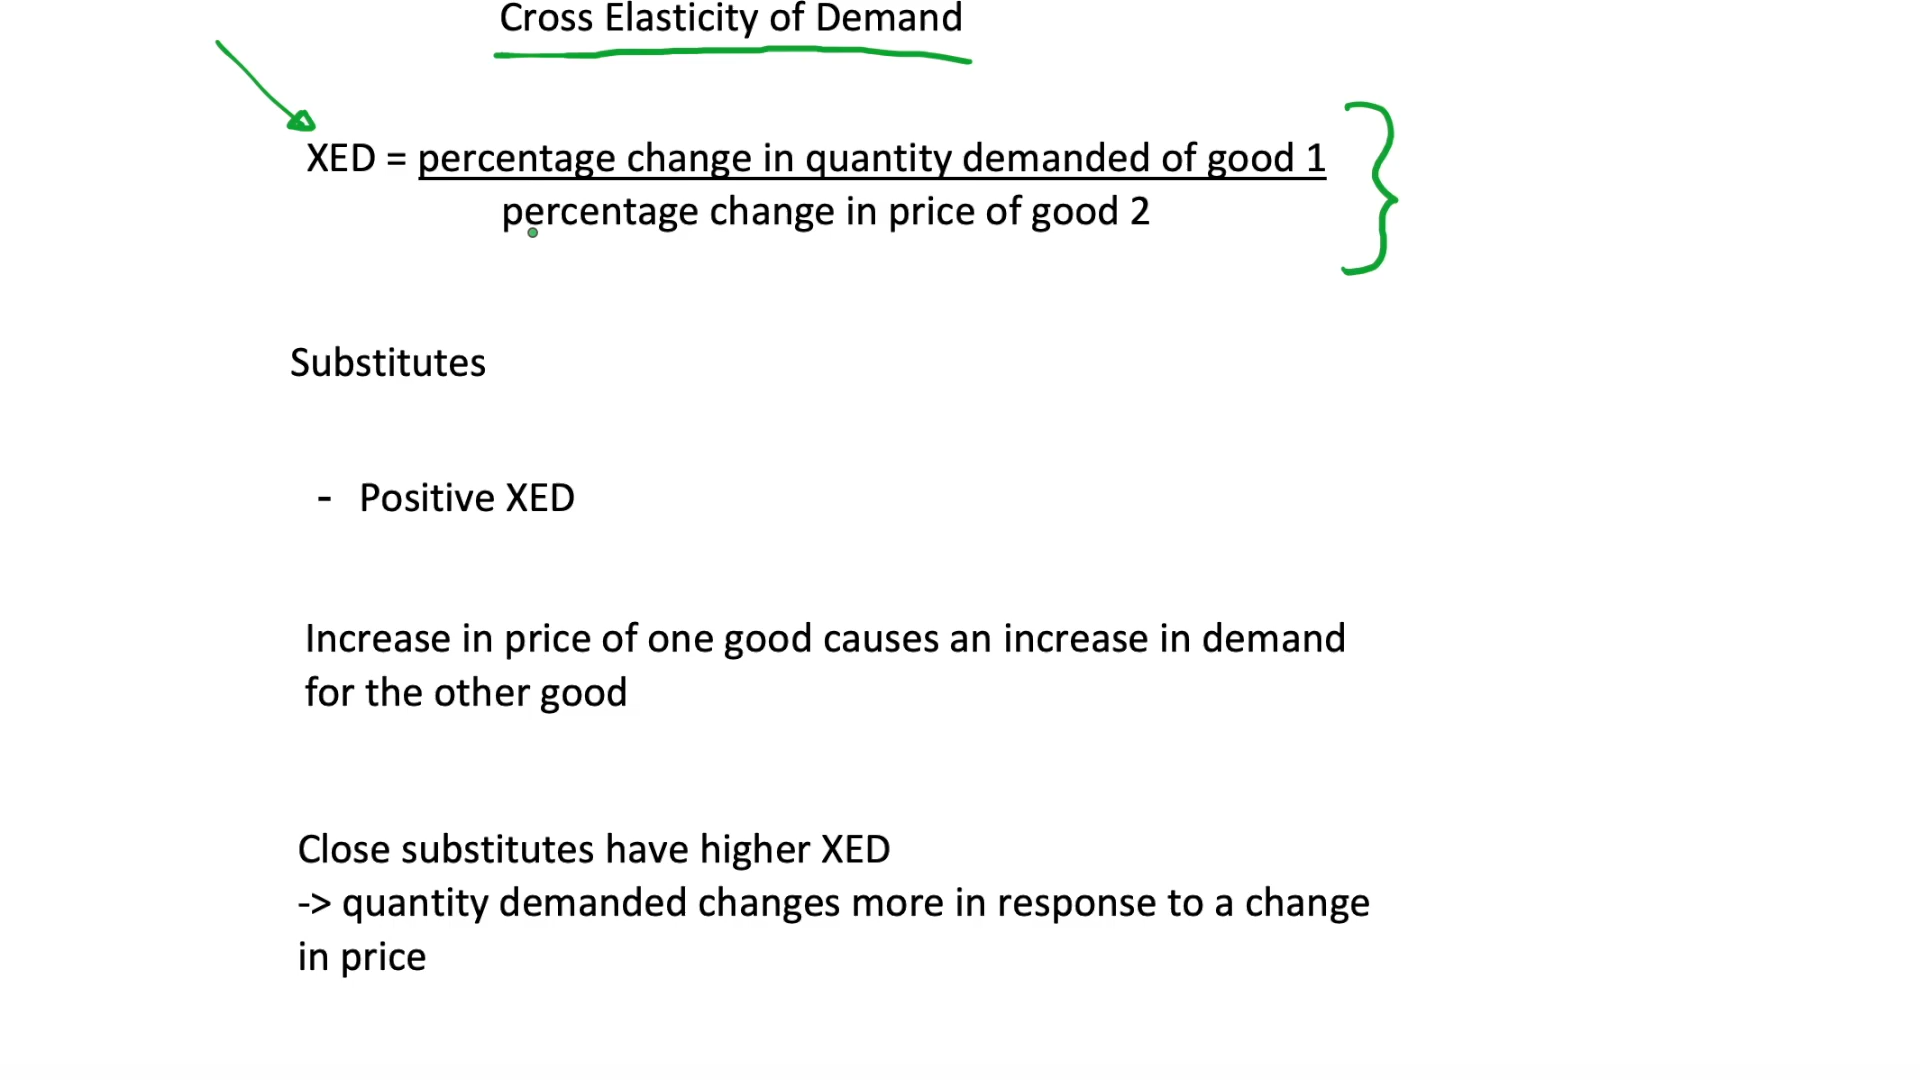 Cross Elasticity of Demand
XED = percentage change in quantity demanded of good 1
percentage change in price of good 2
Substitutes
- Positive XED
Increase in price of one good causes an increase in demand
for the other good
Close substitutes have higher XED
-> quantity demanded changes more in response to a change
in price